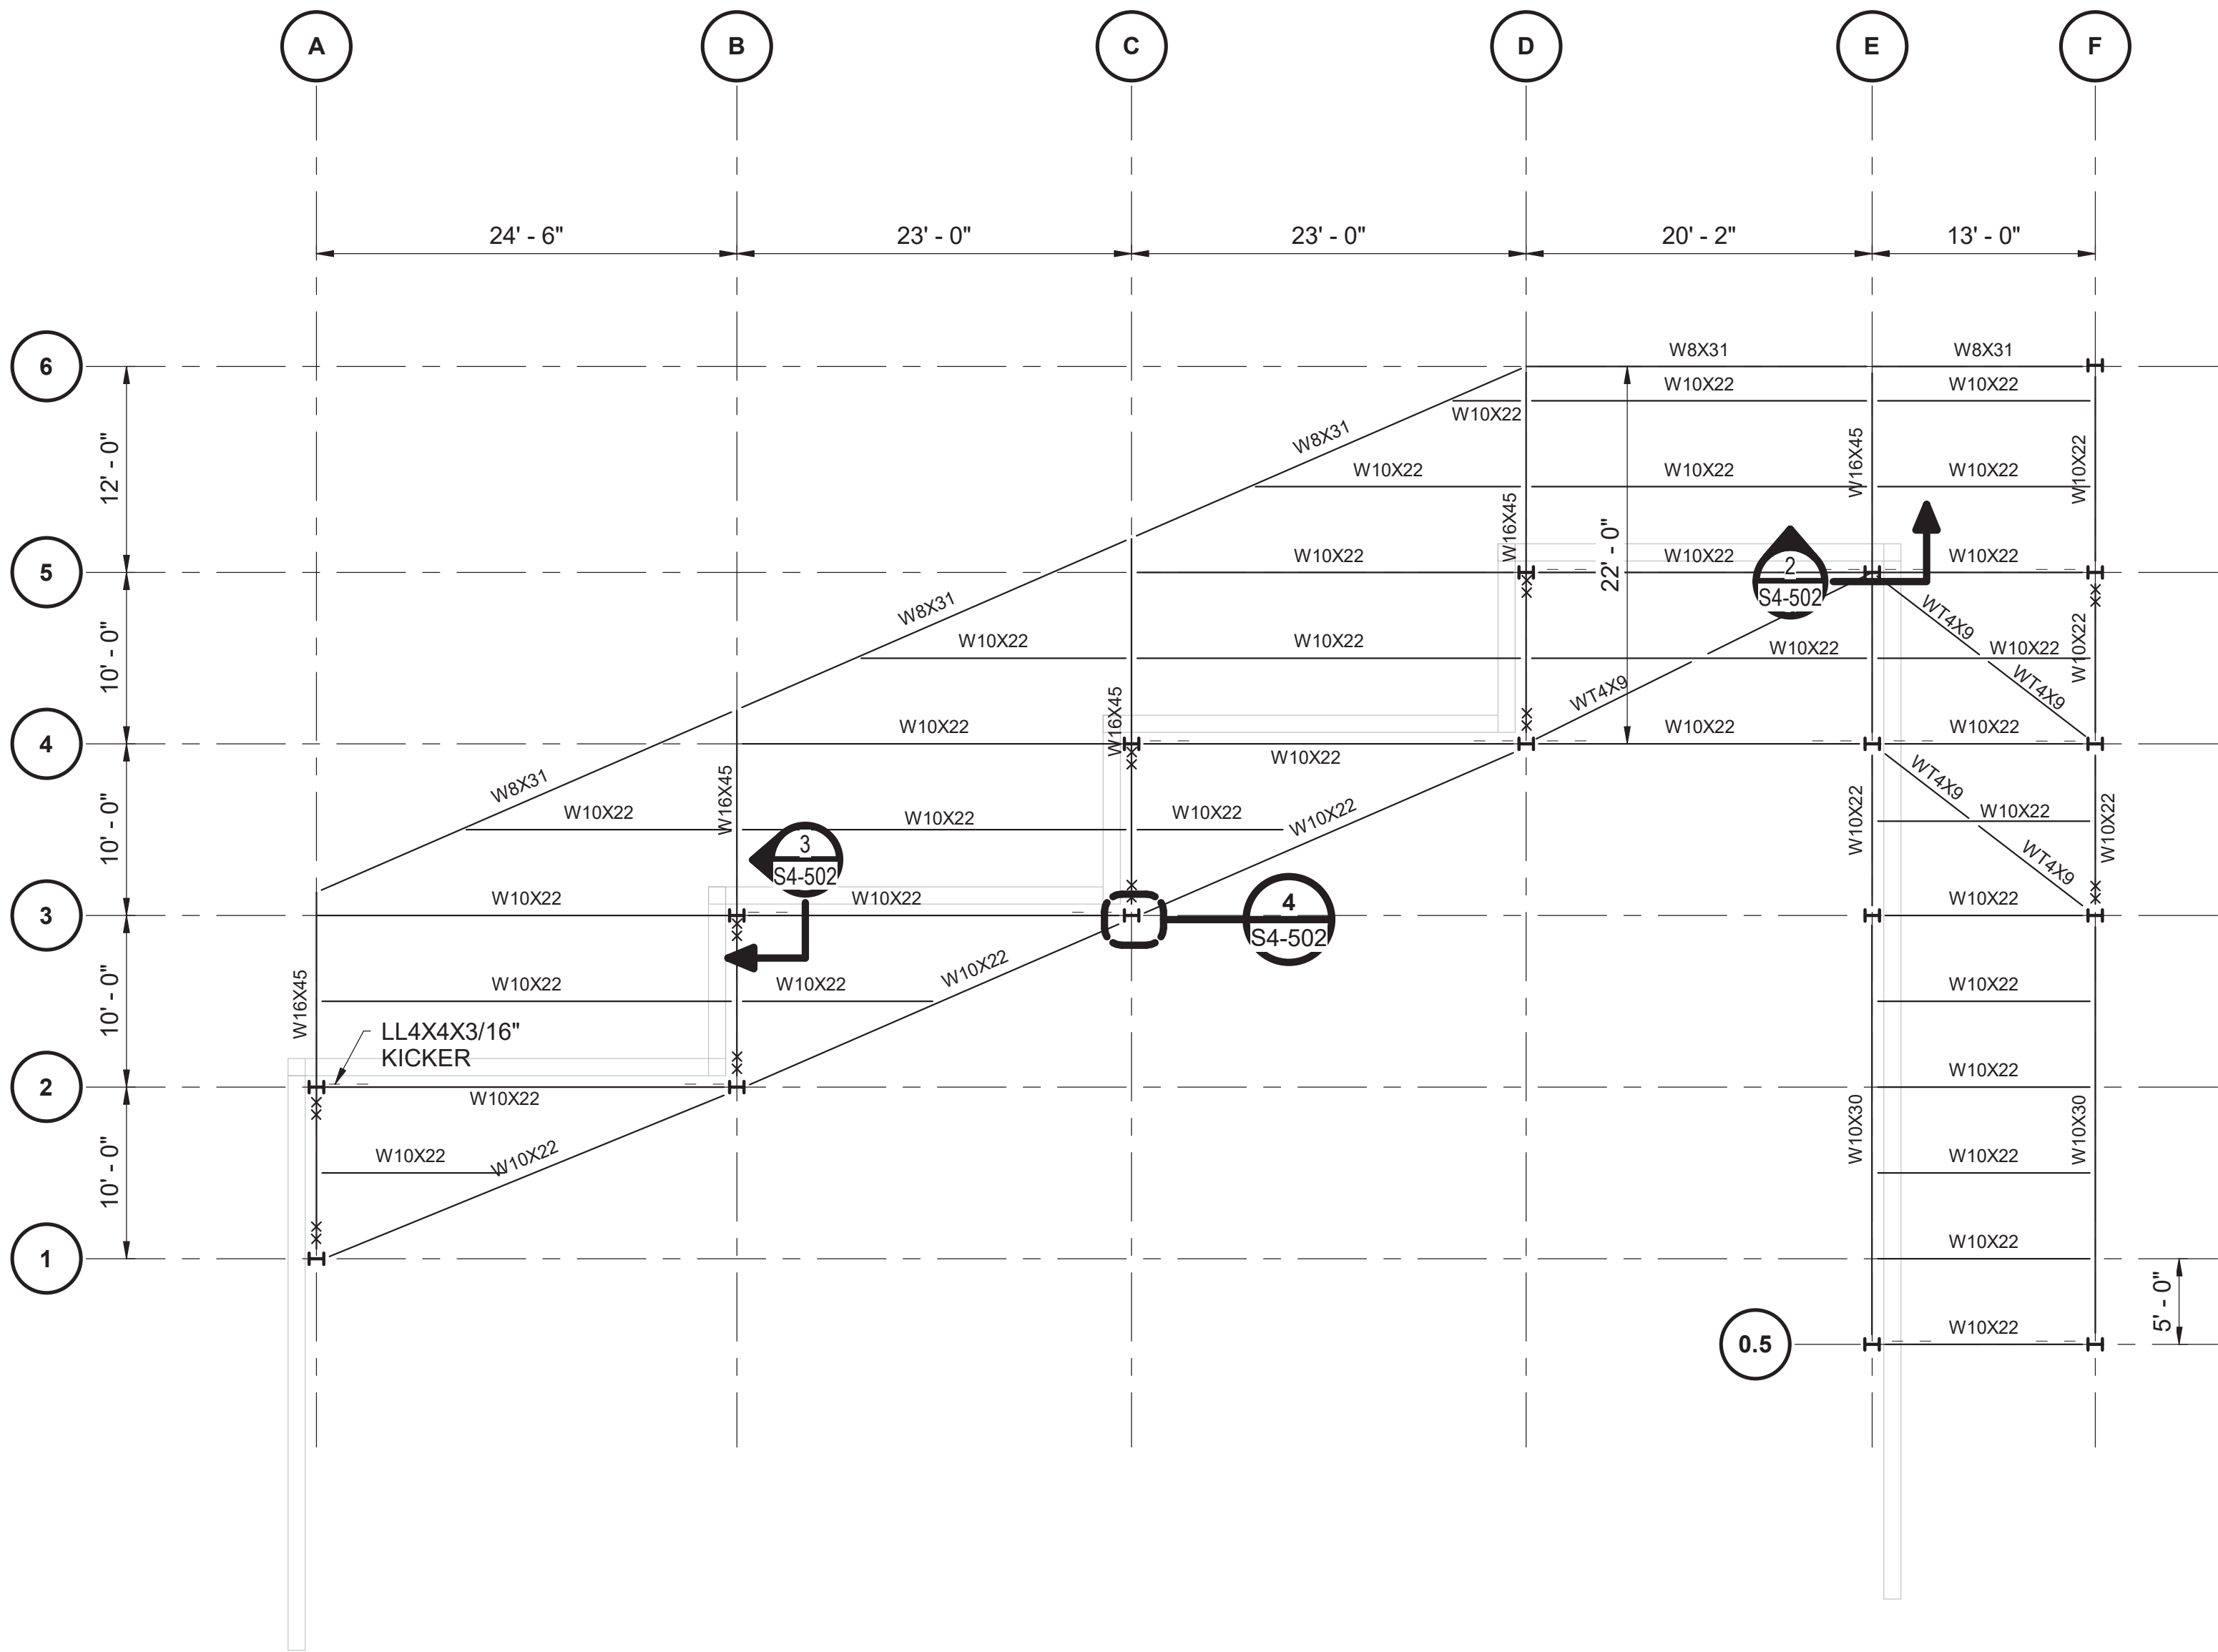 A B C D E F
24' - 6" 23' - 0" 23' - 0" 20' - 2" 13' - 0"
6
W8X31 W8X31
W10X22 W10X22
W10X22
12' - 0"
W8X31
W16X45
W10X22
W10X22 W10X22 W10X22
W16X45
22' - 0"
5
W10X22 W10X22 W10X22
2
S4-502
W8X31
WT4X9
10' - 0"
W10X22 W10X22 W10X22 W10X22
W10X22
WT4X9
WT4X9
W16X45
4
W10X22 W10X22 W10X22
W10X22
W8X31
WT4X9
W16X45
10' - 0"
W10X22 W10X22 W10X22
W10X22
W10X22
W10X22
W10X22
3
S4-502
WT4X9
3
W10X22 W10X22 W10X22
4
S4-502
W10X22
W16X45
10' - 0"
W10X22 W10X22 W10X22
LL4X4X3/16"
KICKER
2
W10X22 W10X22
W10X30
W10X30
10' - 0"
W10X22
W10X22
W10X22
1
W10X22
5' - 0"
0.5
W10X22